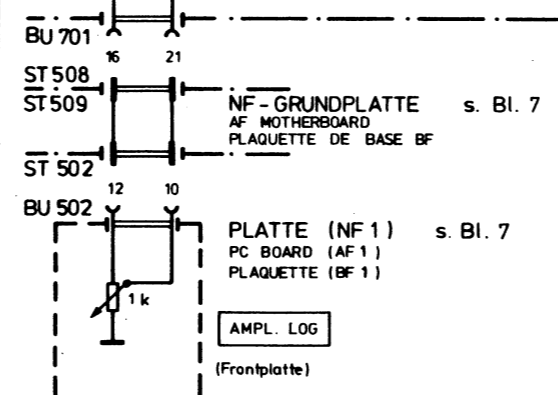 BU 701
16 21
ST 508
ST 509
NF-GRUNDPLATTE s. Bl. 7
AF MOTHERBOARD
PLAQUETTE DE BASE BF
ST 502
12 10
BU 502
PLATTE (NF 1) s. Bl. 7
PC BOARD (AF 1)
PLAQUETTE (BF 1)
1 k
AMPL. LOG
(Frontplatte)